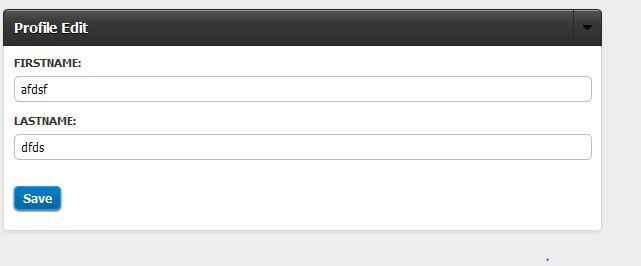 Profile Edit
FIRSTNAME:
afdsf
LASTNAME:
dfds
Save